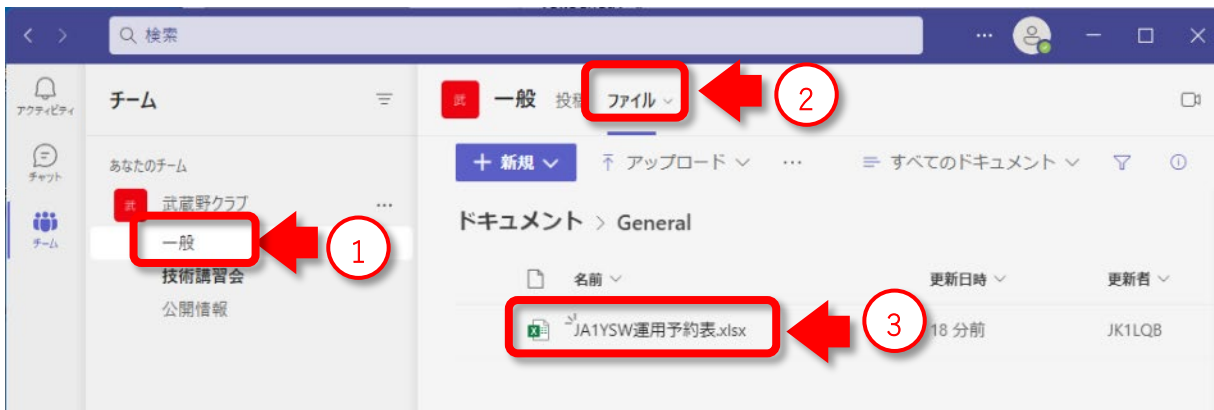 検索
アクティビティ
チャット
チーム
チーム
あなたのチーム
武 武蔵野クラブ ...
一般
1
技術講習会
公開情報
武 一般 投稿 ファイル
2
+ 新規 アップロード ... すべてのドキュメント
ドキュメント > General
名前 更新日時 更新者
JA1YSW運用予約表.xlsx 18 分前 JK1LQB
3